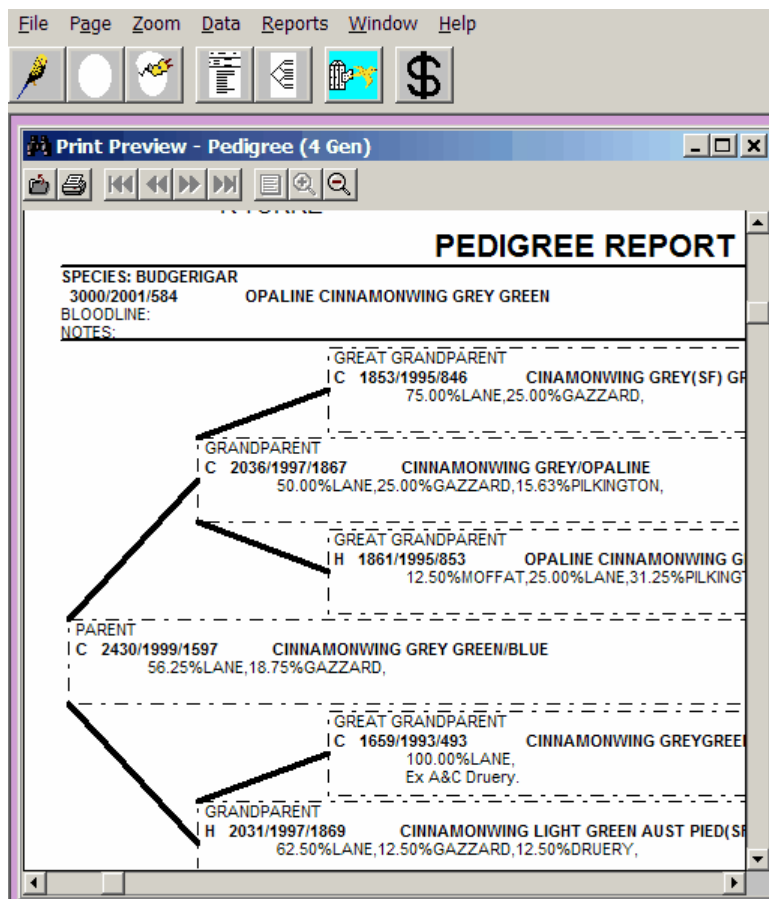 File Page Zoom Data Reports Window Help
$
Print Preview - Pedigree (4 Gen)
PEDIGREE REPORT
SPECIES: BUDGERIGAR
3000/2001/584 OPALINE CINNAMONWING GREY GREEN
BLOODLINE:
NOTES:
GREAT GRANDPARENT
C 1853/1995/846 CINAMONWING GREY(SF)
75.00%LANE,25.00%GAZZARD,
GRANDPARENT
C 2036/1997/1867 CINNAMONWING GREY/OPALINE
50.00%LANE,25.00%GAZZARD,15.63%PILKINGTON,
GREAT GRANDPARENT
H 1861/1995/853 OPALINE CINNAMONWING
12.50%MOFFAT,25.00%LANE,31.25%PILKINGT
PARENT
C 2430/1999/1597 CINNAMONWING GREY GREEN/BLUE
56.25%LANE,18.75%GAZZARD,
GREAT GRANDPARENT
C 1659/1993/493 CINNAMONWING GREYGREE
100.00%LANE,
Ex A&C Druery.
GRANDPARENT
H 2031/1997/1869 CINNAMONWING LIGHT GREEN AUST PIED(SF
62.50%LANE,12.50%GAZZARD,12.50%DRUERY,